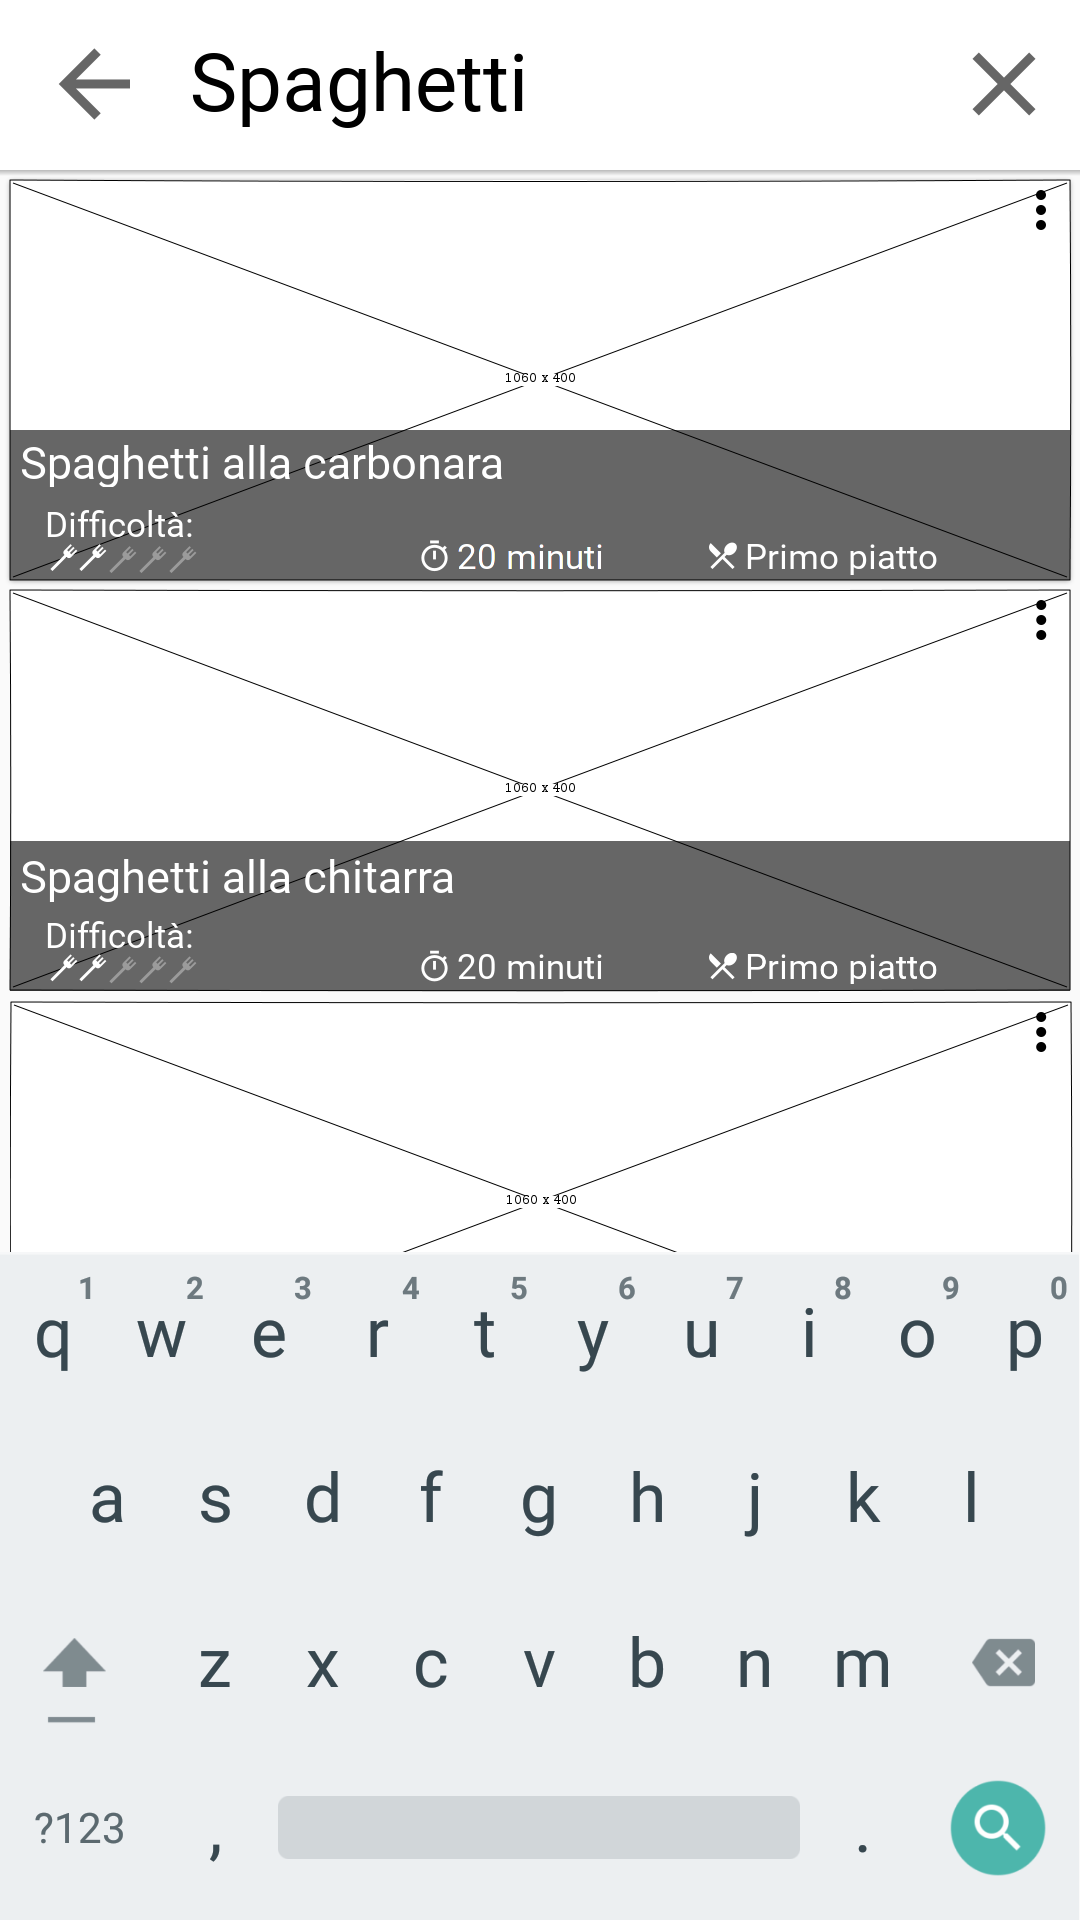 Spaghetti
1060 x 400
Spaghetti alla carbonara
Difficoltà:
20 minuti
Primo piatto
1060 x 400
Spaghetti alla chitarra
Difficoltà:
20 minuti
Primo piatto
1060 x 400
1 2 3 4 5 6 7 8 9 0
q w e r t y u i o p
a s d f g h j k l
z x c v b n m
?123 , .